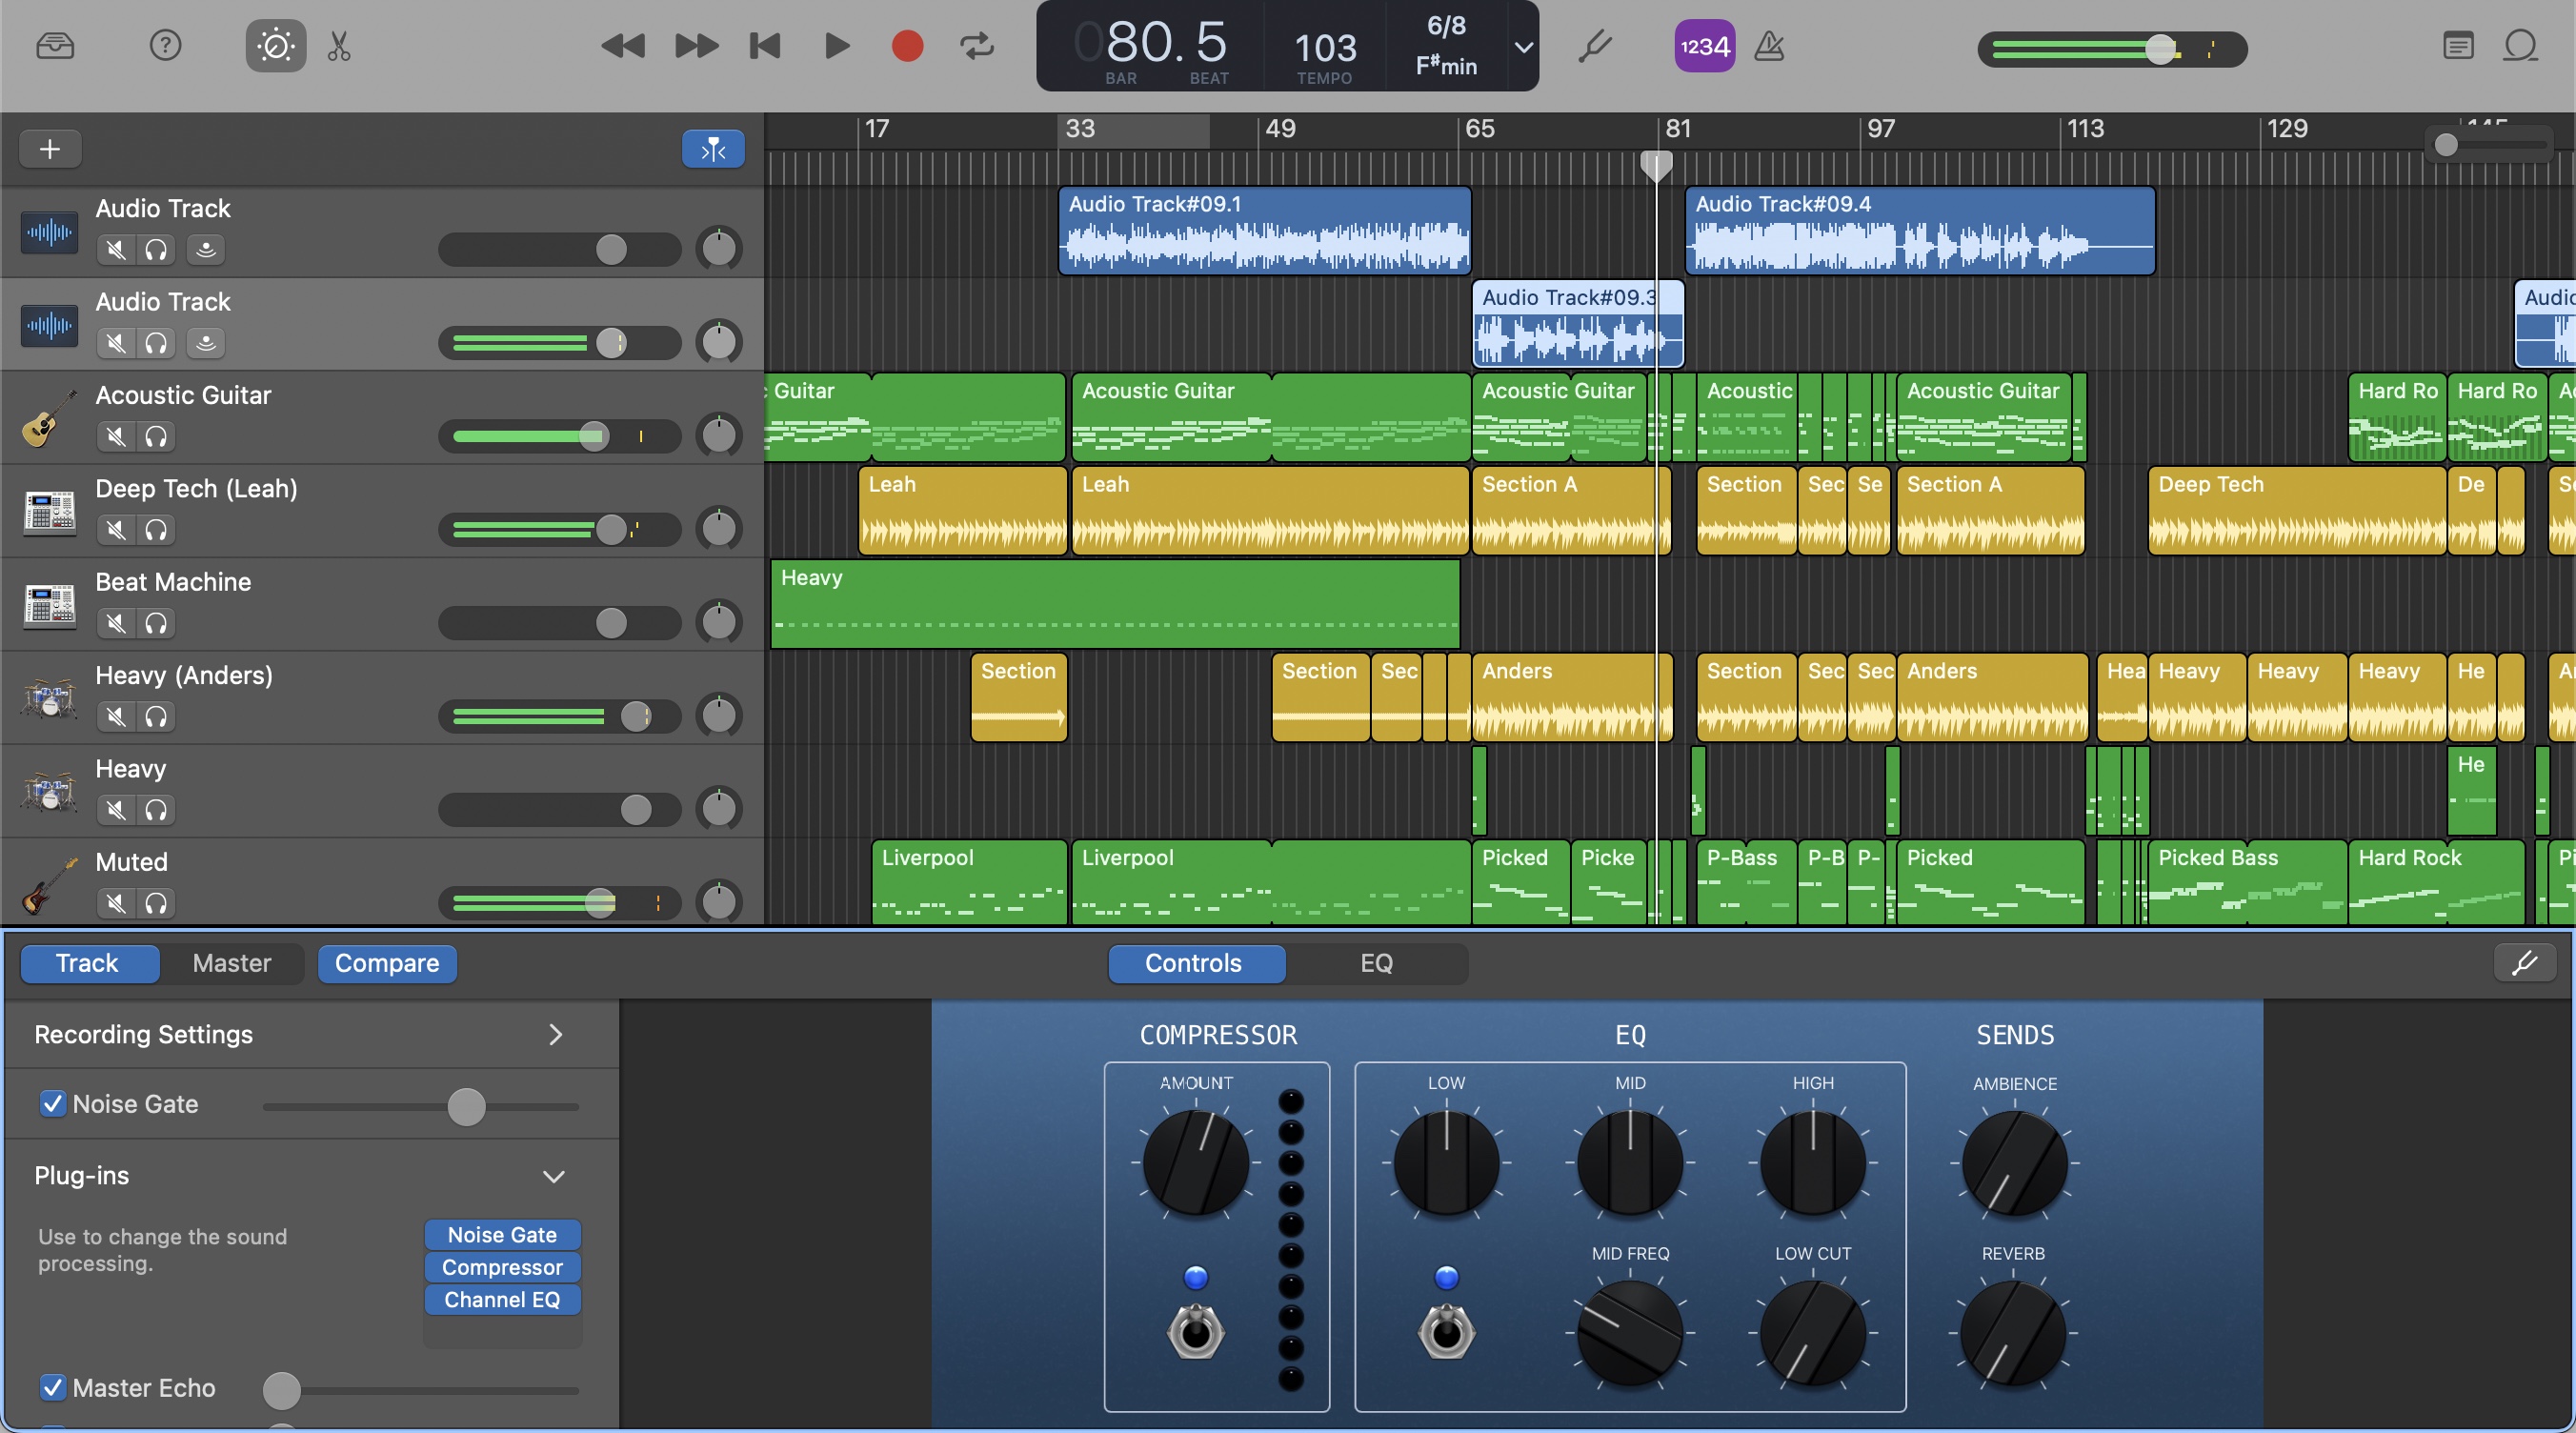 080. 5
BAR
BEAT
103
TEMPO
6/8
F#min
1234
17
33
49
65
81
97
113
129
145
Audio Track
Audio Track#09.1
Audio Track#09.4
Audio Track
Audio Track#09.3
Audio
Acoustic Guitar
c Guitar
Acoustic Guitar
Acoustic Guitar
Acoustic
Acoustic Guitar
Hard Ro
Hard Ro
Deep Tech (Leah)
Leah
Leah
Section A
Section
Sec
Se
Section A
Deep Tech
De
Beat Machine
Heavy
Heavy (Anders)
Section
Section
Sec
Anders
Section
Sec
Sec
Anders
Hea
Heavy
Heavy
Heavy
He
Heavy
He
Muted
Liverpool
Liverpool
Picked
Picke
P-Bass
P-B
P-
Picked
Picked Bass
Hard Rock
Pi
Track
Master
Compare
Controls
EQ
Recording Settings
Noise Gate
Plug-ins
Use to change the sound
processing.
Noise Gate
Compressor
Channel EQ
Master Echo
COMPRESSOR
AMOUNT
EQ
LOW
MID
HIGH
MID FREQ
LOW CUT
SENDS
AMBIENCE
REVERB